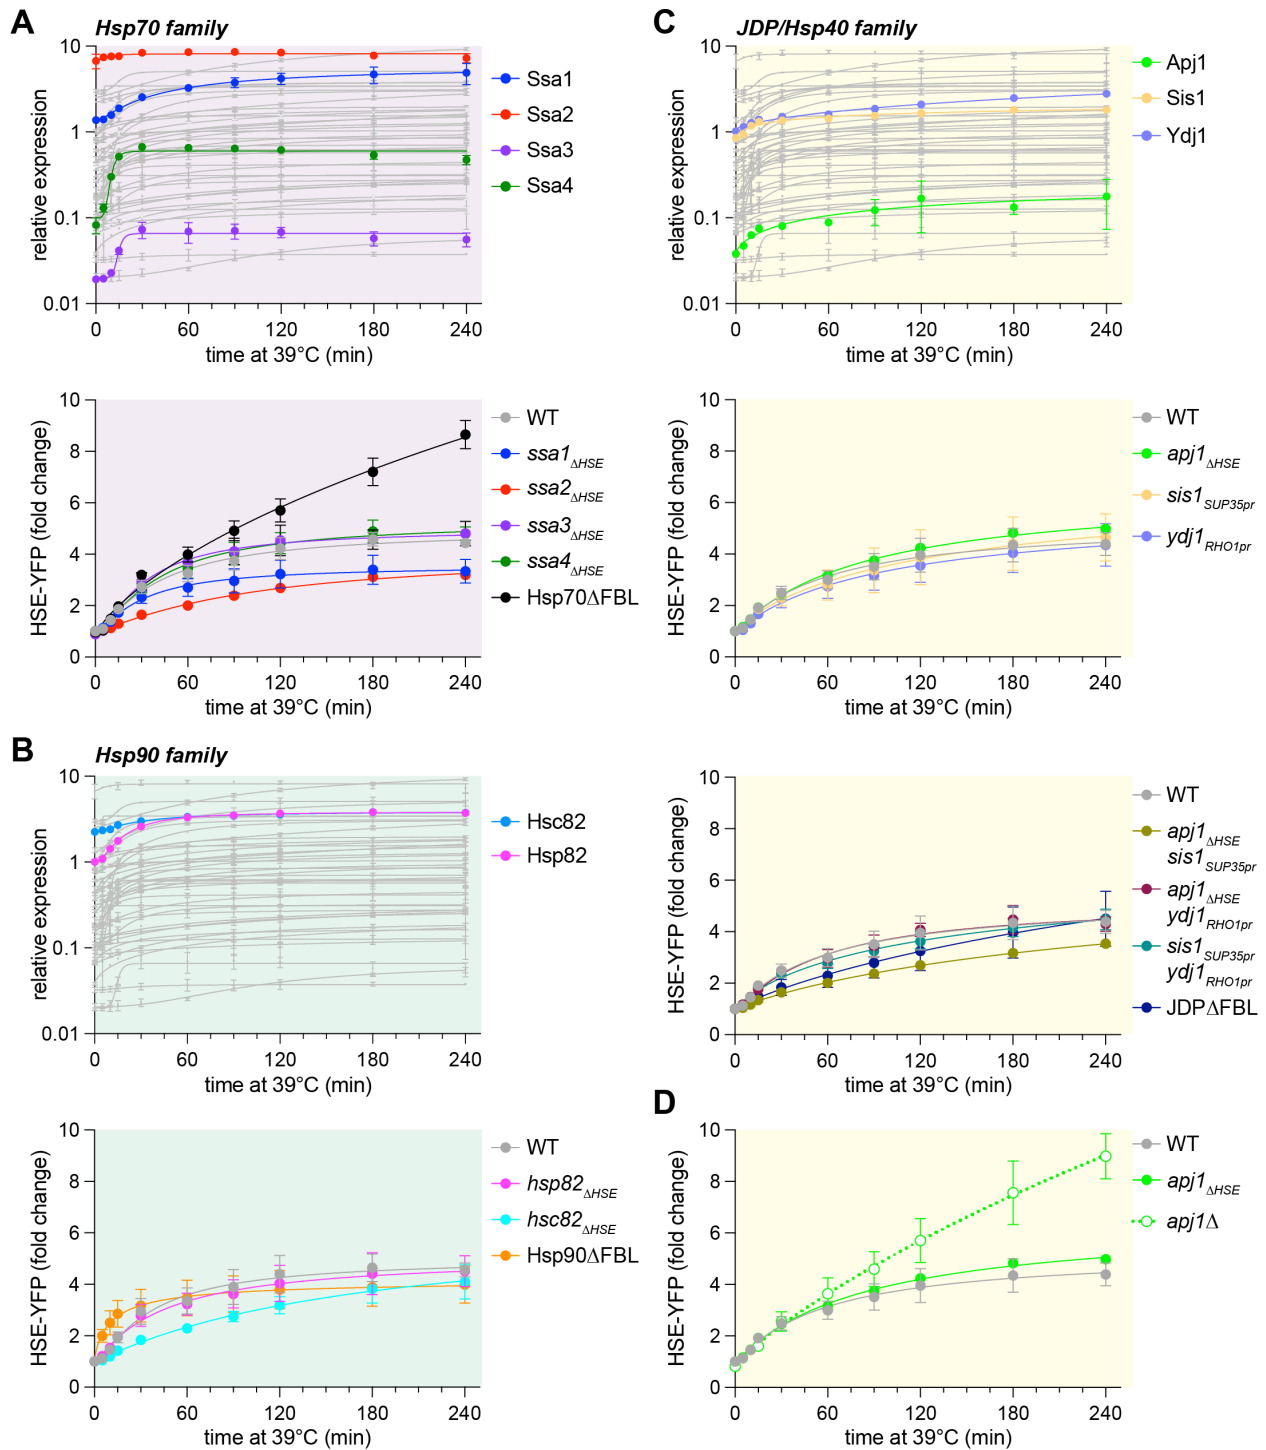 A
Hsp70 family
relative expression
10
1
0.1
0.01
0 60 120 180 240
time at 39°C (min)
Ssa1
Ssa2
Ssa3
Ssa4
HSE-YFP (fold change)
10
8
6
4
2
0
0 60 120 180 240
time at 39°C (min)
WT
ssa1ΔHSE
ssa2ΔHSE
ssa3ΔHSE
ssa4ΔHSE
Hsp70ΔFBL
B
Hsp90 family
relative expression
10
1
0.1
0.01
0 60 120 180 240
time at 39°C (min)
Hsc82
Hsp82
HSE-YFP (fold change)
10
8
6
4
2
0
0 60 120 180 240
time at 39°C (min)
WT
hsp82ΔHSE
hsc82ΔHSE
Hsp90ΔFBL
C
JDP/Hsp40 family
relative expression
10
1
0.1
0.01
0 60 120 180 240
time at 39°C (min)
Apj1
Sis1
Ydj1
HSE-YFP (fold change)
10
8
6
4
2
0
0 60 120 180 240
time at 39°C (min)
WT
apj1ΔHSE
sis1SUP35pr
ydj1RHO1pr
HSE-YFP (fold change)
10
8
6
4
2
0
0 60 120 180 240
time at 39°C (min)
WT
apj1ΔHSE
sis1SUP35pr
apj1ΔHSE
ydj1RHO1pr
sis1SUP35pr
ydj1RHO1pr
JDPΔFBL
D
HSE-YFP (fold change)
10
8
6
4
2
0
0 60 120 180 240
time at 39°C (min)
WT
apj1ΔHSE
apj1Δ